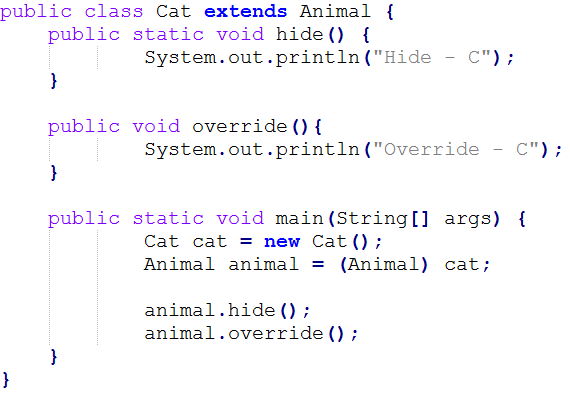 public class Cat extends Animal {
    public static void hide() {
            System.out.println("Hide - C");
    }

    public void override(){
            System.out.println("Override - C");
    }

    public static void main(String[] args) {
            Cat cat = new Cat();
            Animal animal = (Animal) cat;

            animal.hide();
            animal.override();
    }
}